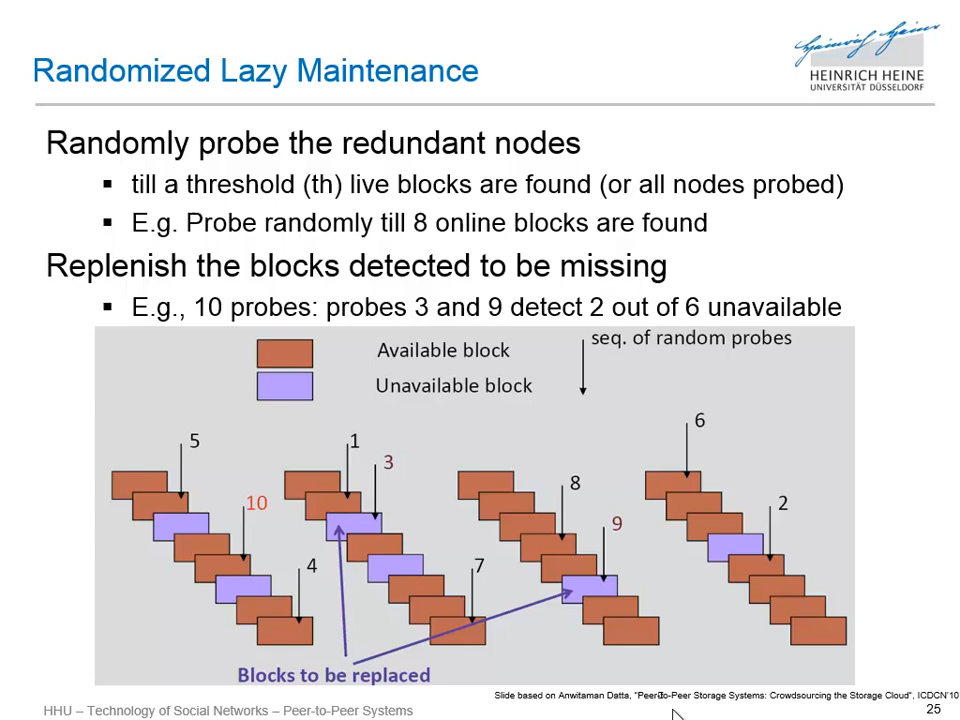 Randomized Lazy Maintenance
Heinrich Heine
HEINRICH HEINE
UNIVERSITÄT DÜSSELDORF
Randomly probe the redundant nodes
▪ till a threshold (th) live blocks are found (or all nodes probed)
▪ E.g. Probe randomly till 8 online blocks are found
Replenish the blocks detected to be missing
▪ E.g., 10 probes: probes 3 and 9 detect 2 out of 6 unavailable
Available block
Unavailable block
seq. of random probes
5
10
4
1
3
7
8
9
6
2
Blocks to be replaced
Slide based on Anwitaman Datta, "Peer-to-Peer Storage Systems: Crowdsourcing the Storage Cloud", ICDCN'10
HHU – Technology of Social Networks – Peer-to-Peer Systems
25